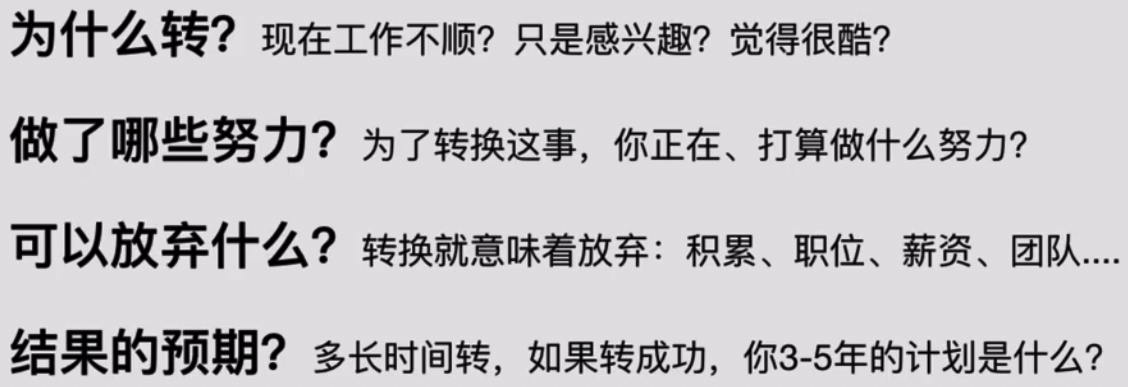 为什么转？现在工作不顺？只是感兴趣？觉得很酷？
做了哪些努力？为了转换这事，你正在、打算做什么努力？
可以放弃什么？转换就意味着放弃：积累、职位、薪资、团队....
结果的预期？多长时间转，如果转成功，你3-5年的计划是什么？